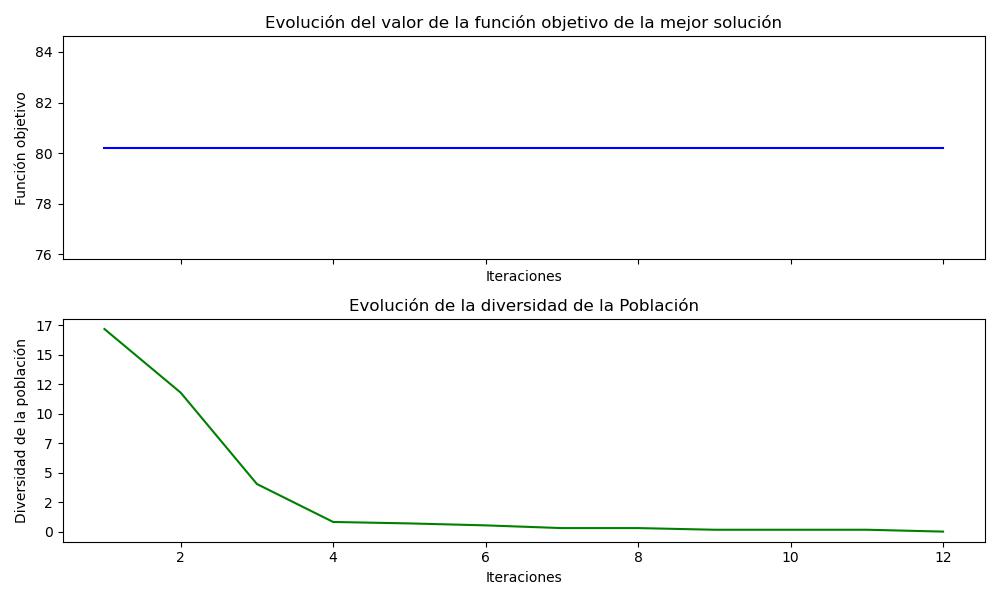 Evolución del valor de la función objetivo de la mejor solución
84
82
80
78
76
Función objetivo
Iteraciones
Evolución de la diversidad de la Población
17
15
12
10
7
5
2
0
Diversidad de la población
2 4 6 8 10 12
Iteraciones